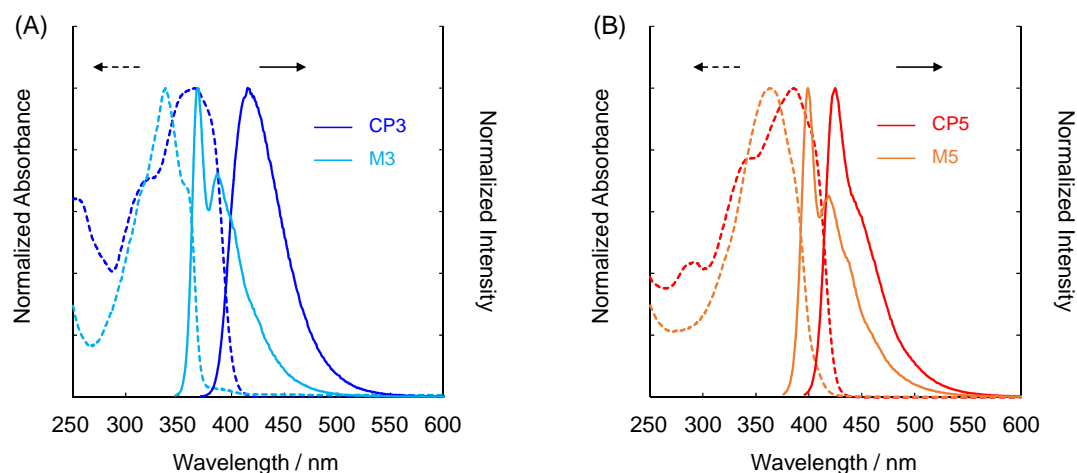 (A)
Normalized Absorbance
CP3
M3
Normalized Intensity
250 300 350 400 450 500 550 600
Wavelength / nm
(B)
Normalized Absorbance
CP5
M5
Normalized Intensity
250 300 350 400 450 500 550 600
Wavelength / nm